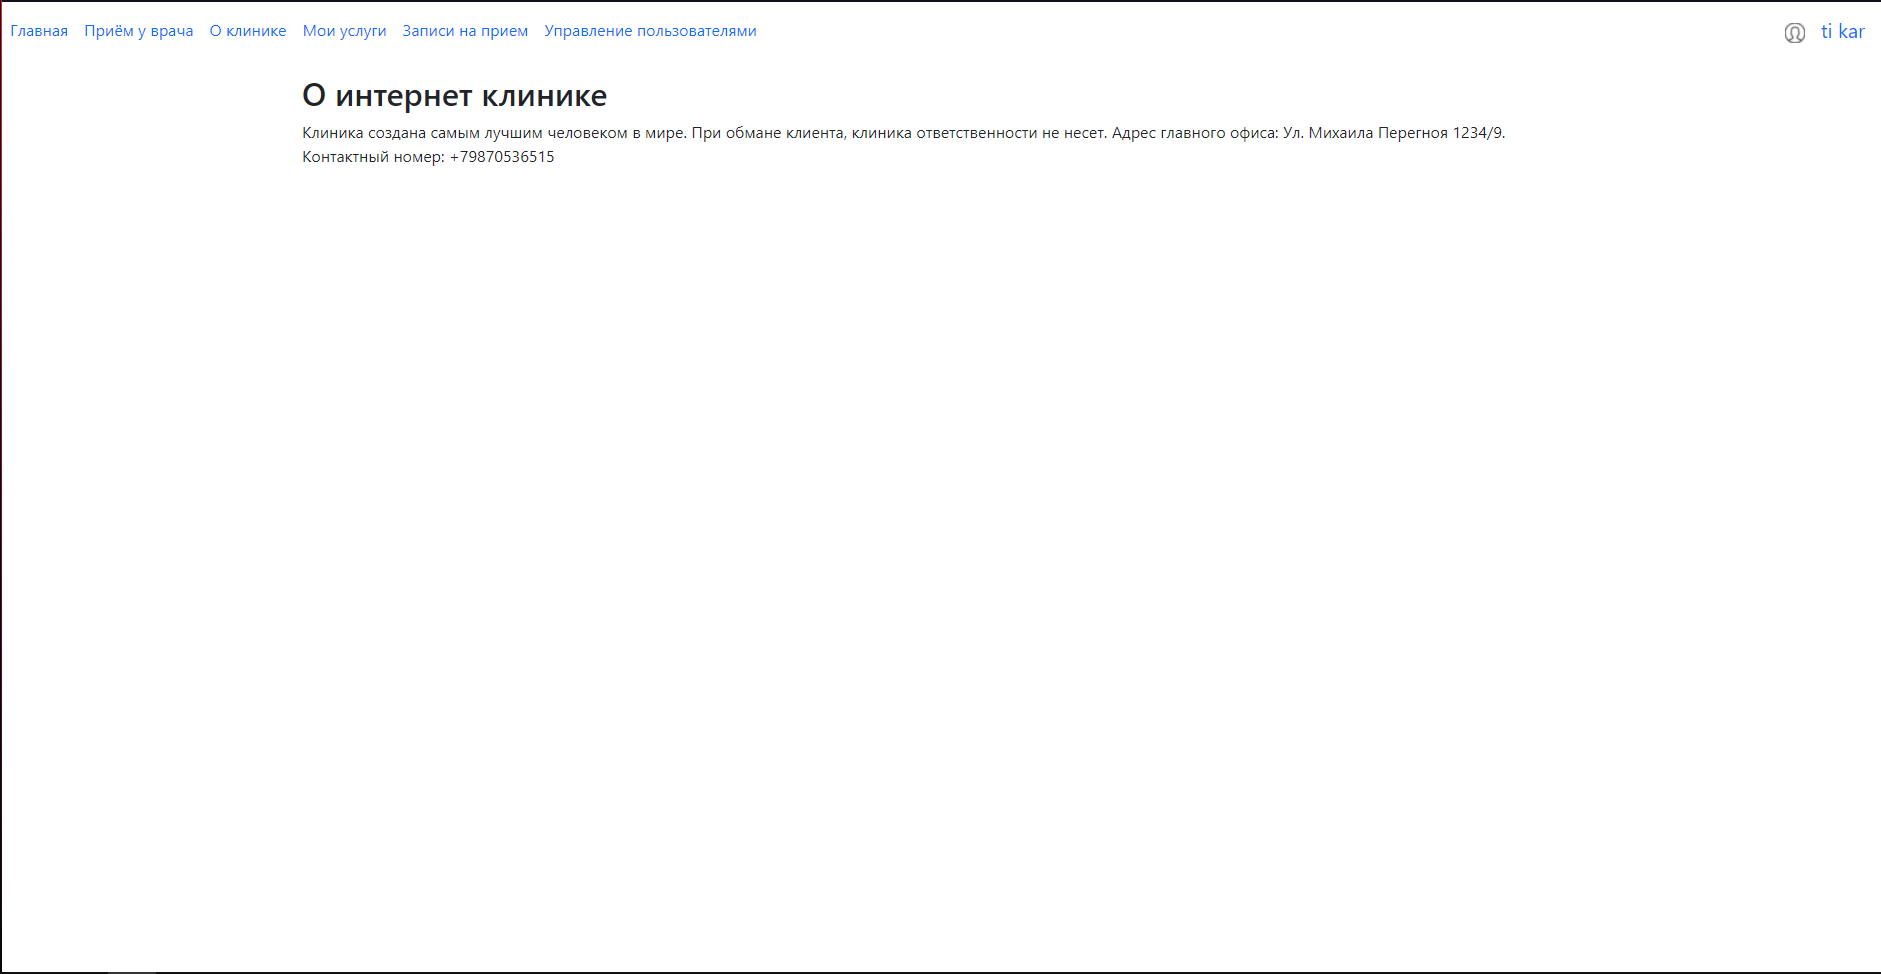 Главная Приём у врача О клинике Мои услуги Записи на прием Управление пользователями ti kar
О интернет клинике
Клиника создана самым лучшим человеком в мире. При обмане клиента, клиника ответственности не несет. Адрес главного офиса: Ул. Михаила Перегноя 1234/9.
Контактный номер: +79870536515